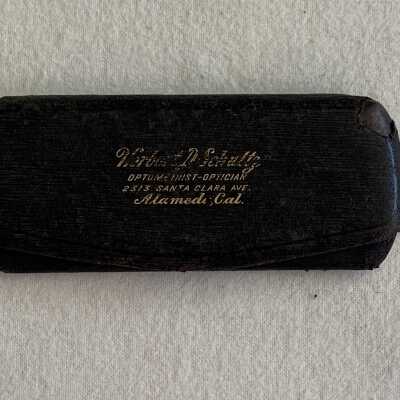 Herbert D. Schultz
OPTOMETRIST-OPTICIAN
2313 SANTA CLARA AVE.
Alameda, Cal.